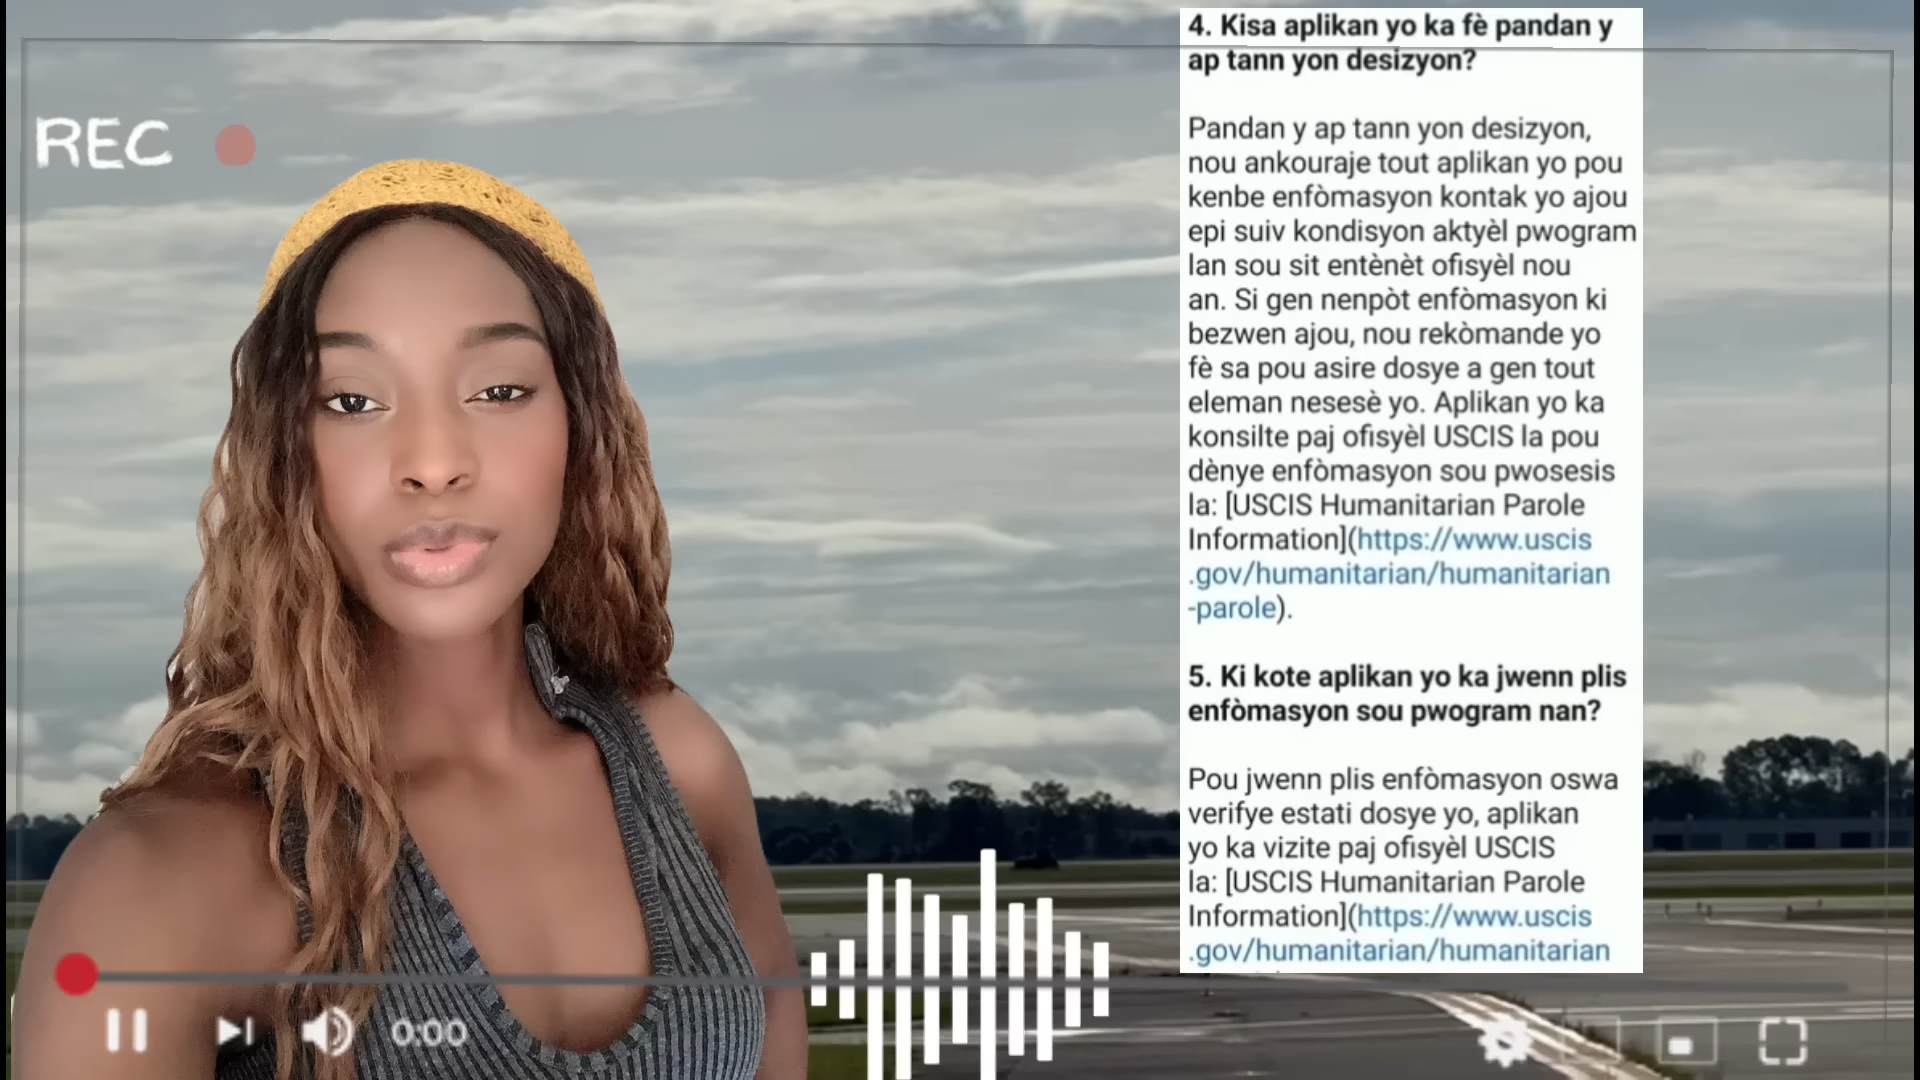 REC
4. Kisa aplikan yo ka fè pandan y
ap tann yon desizyon?
Pandan y ap tann yon desizyon,
nou ankouraje tout aplikan yo pou
kenbe enfòmasyon kontak yo ajou
epi suiv kondisyon aktyèl pwogram
lan sou sit entènèt ofisyèl nou
an. Si gen nenpòt enfòmasyon ki
bezwen ajou, nou rekòmande yo
fè sa pou asire dosye a gen tout
eleman nesesè yo. Aplikan yo ka
konsilte paj ofisyèl USCIS la pou
dènye enfòmasyon sou pwosesis
la: [USCIS Humanitarian Parole
Information](https://www.uscis
.gov/humanitarian/humanitarian
-parole).
5. Ki kote aplikan yo ka jwenn plis
enfòmasyon sou pwogram nan?
Pou jwenn plis enfòmasyon oswa
verifye estati dosye yo, aplikan
yo ka vizite paj ofisyèl USCIS
la: [USCIS Humanitarian Parole
Information](https://www.uscis
.gov/humanitarian/humanitarian
0:00